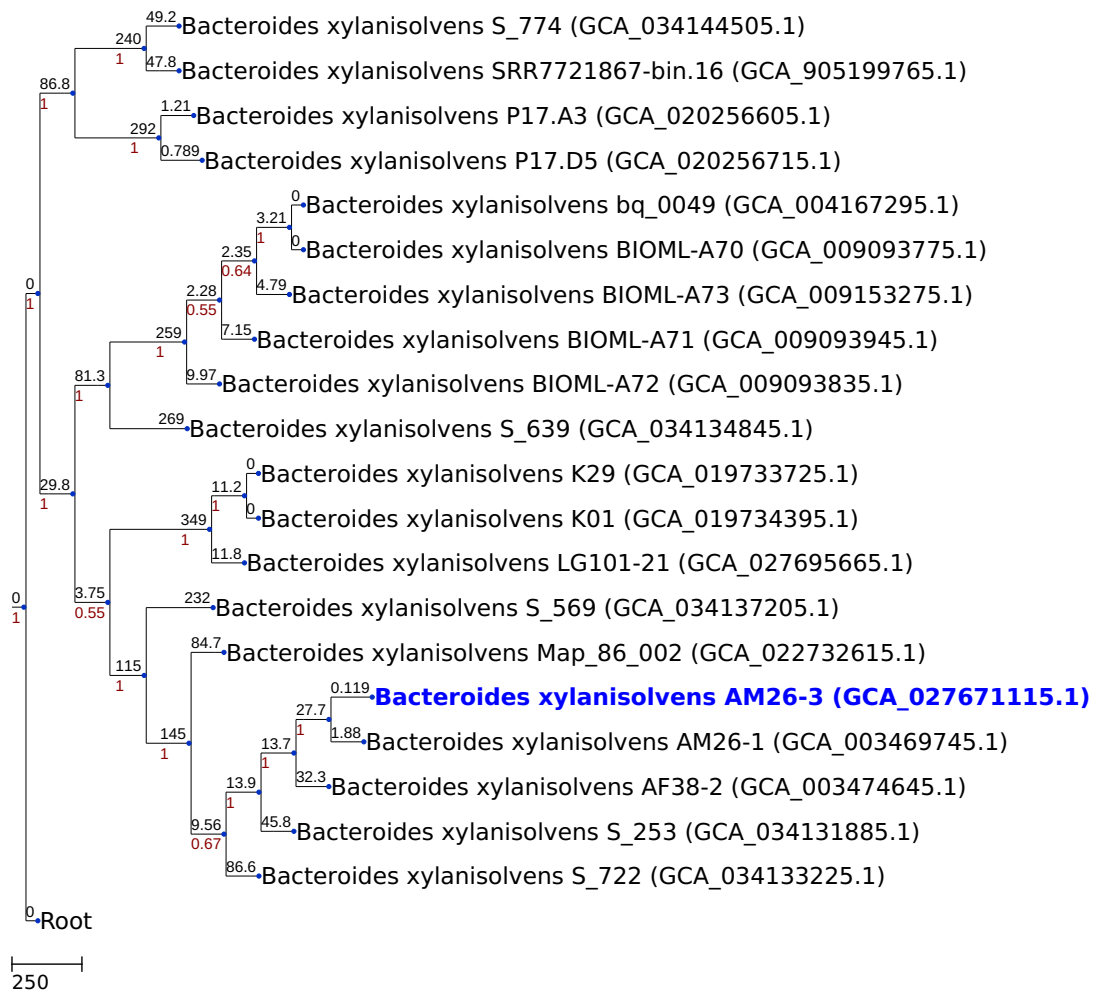 49.2 Bacteroides xylanisolvens S_774 (GCA_034144505.1)
240
1
47.8 Bacteroides xylanisolvens SRR7721867-bin.16 (GCA_905199765.1)
86.8
1
1.21 Bacteroides xylanisolvens P17.A3 (GCA_020256605.1)
292
1
0.789 Bacteroides xylanisolvens P17.D5 (GCA_020256715.1)
0 Bacteroides xylanisolvens bq_0049 (GCA_004167295.1)
3.21
1
0 Bacteroides xylanisolvens BIOML-A70 (GCA_009093775.1)
2.35
0.64
4.79 Bacteroides xylanisolvens BIOML-A73 (GCA_009153275.1)
0
1
2.28
0.55
7.15 Bacteroides xylanisolvens BIOML-A71 (GCA_009093945.1)
259
1
9.97 Bacteroides xylanisolvens BIOML-A72 (GCA_009093835.1)
81.3
1
269 Bacteroides xylanisolvens S_639 (GCA_034134845.1)
0 Bacteroides xylanisolvens K29 (GCA_019733725.1)
29.8
1
11.2
1
0 Bacteroides xylanisolvens K01 (GCA_019734395.1)
349
1
11.8 Bacteroides xylanisolvens LG101-21 (GCA_027695665.1)
0
1
3.75
0.55
232 Bacteroides xylanisolvens S_569 (GCA_034137205.1)
84.7 Bacteroides xylanisolvens Map_86_002 (GCA_022732615.1)
115
1
0.119 Bacteroides xylanisolvens AM26-3 (GCA_027671115.1)
27.7
1
1.88 Bacteroides xylanisolvens AM26-1 (GCA_003469745.1)
145
1
13.7
1
32.3 Bacteroides xylanisolvens AF38-2 (GCA_003474645.1)
13.9
1
45.8 Bacteroides xylanisolvens S_253 (GCA_034131885.1)
9.56
0.67
86.6 Bacteroides xylanisolvens S_722 (GCA_034133225.1)
0 Root
250